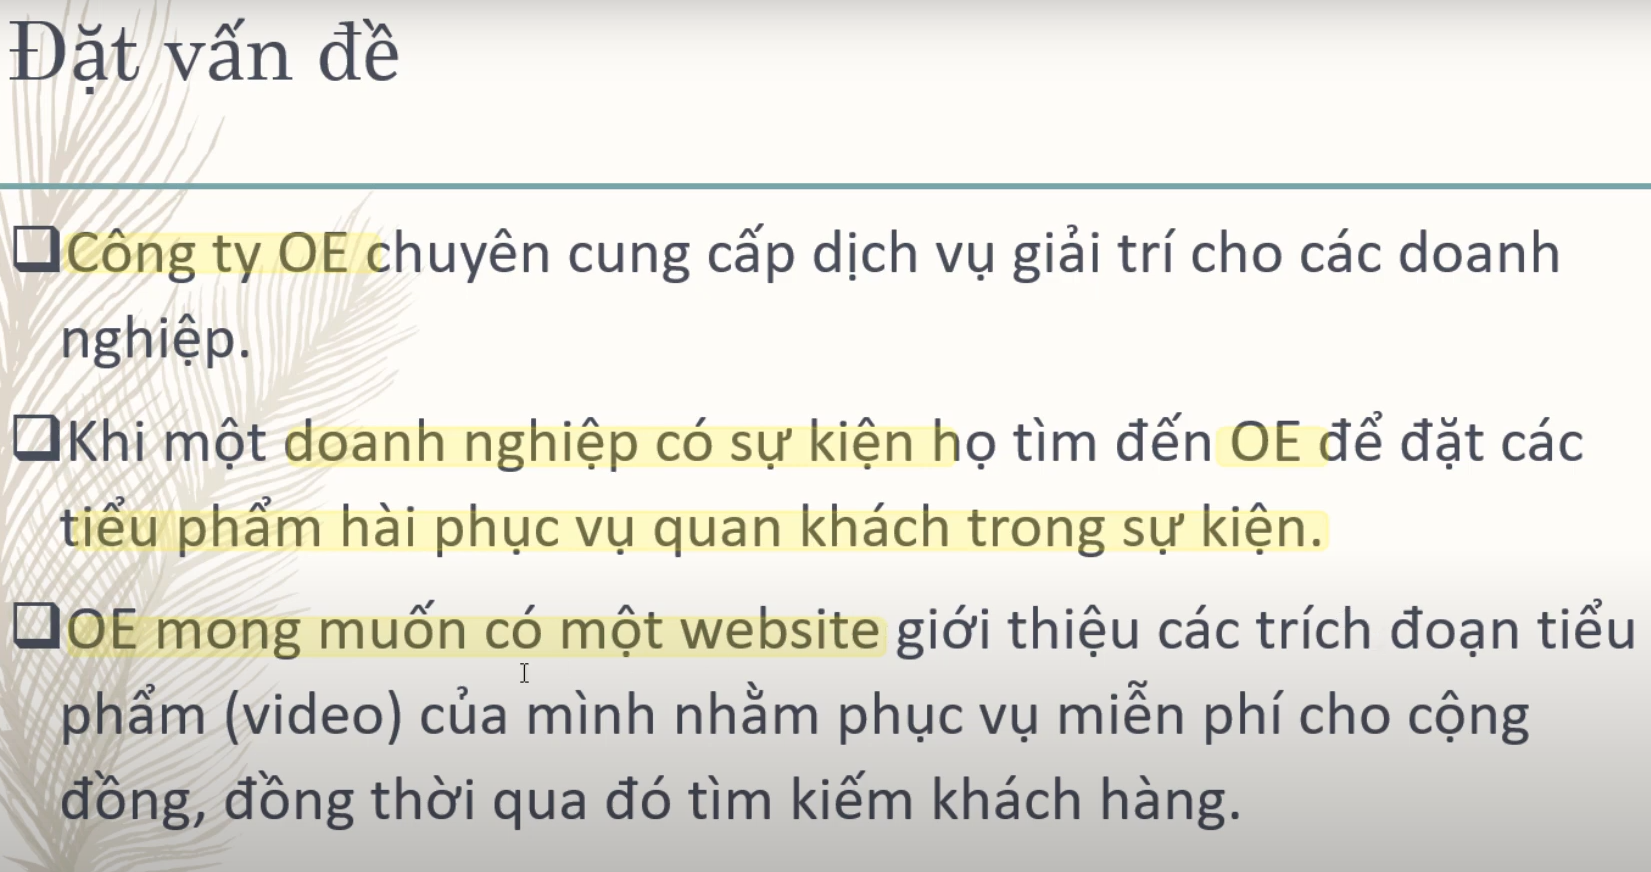 Đặt vấn đề
Công ty OE chuyên cung cấp dịch vụ giải trí cho các doanh
nghiệp.
Khi một doanh nghiệp có sự kiện họ tìm đến OE để đặt các
tiểu phẩm hài phục vụ quan khách trong sự kiện.
OE mong muốn có một website giới thiệu các trích đoạn tiểu
phẩm (video) của mình nhằm phục vụ miễn phí cho cộng
đồng, đồng thời qua đó tìm kiếm khách hàng.